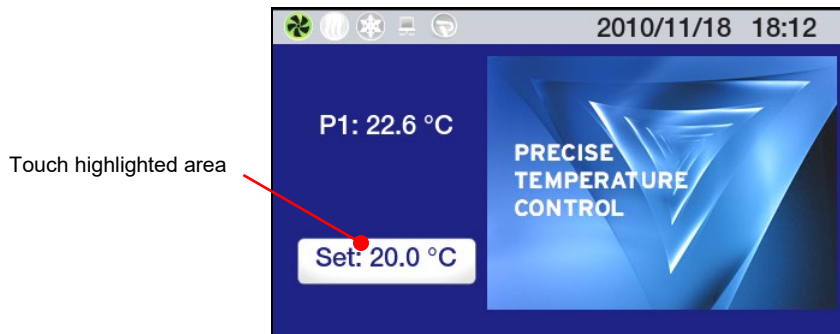 2010/11/18 18:12
P1: 22.6 °C
PRECISE
TEMPERATURE
CONTROL
Touch highlighted area
Set: 20.0 °C